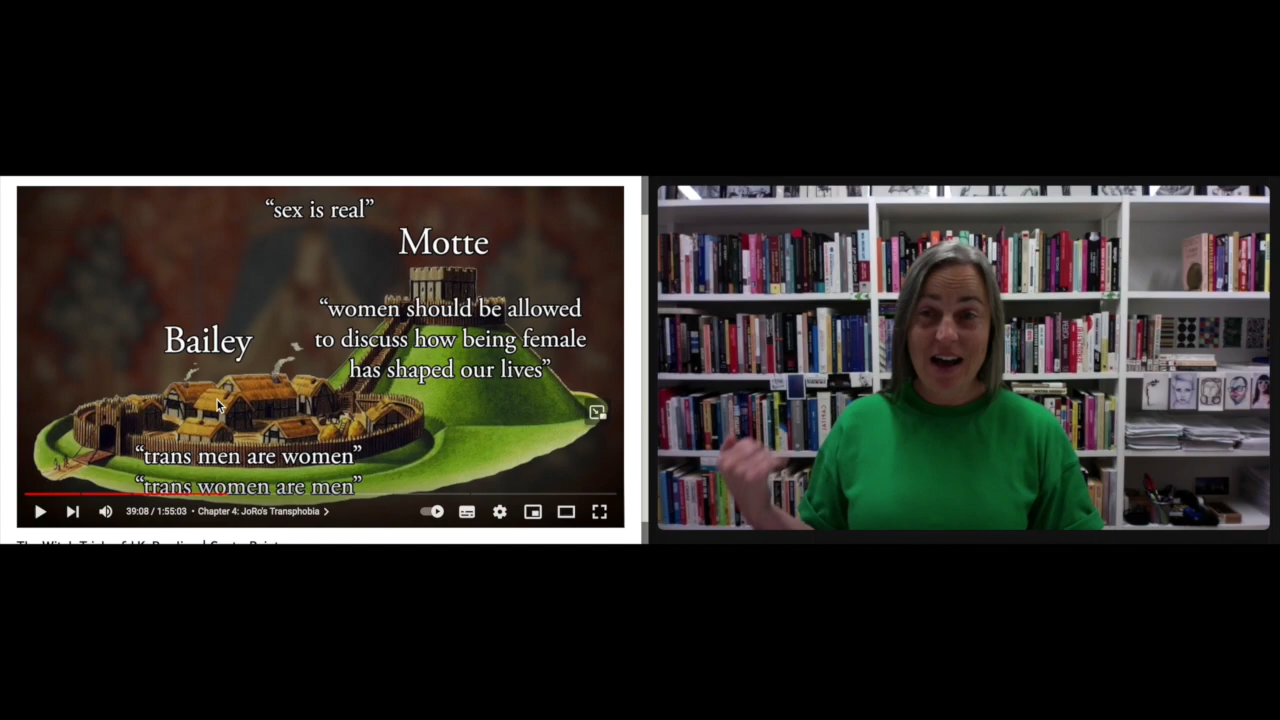 “sex is real”
Motte
“women should be allowed
to discuss how being female
has shaped our lives”
Bailey
“trans men are women”
“trans women are men”
39:08 / 1:55:03 • Chapter 4: JoRo's Transphobia